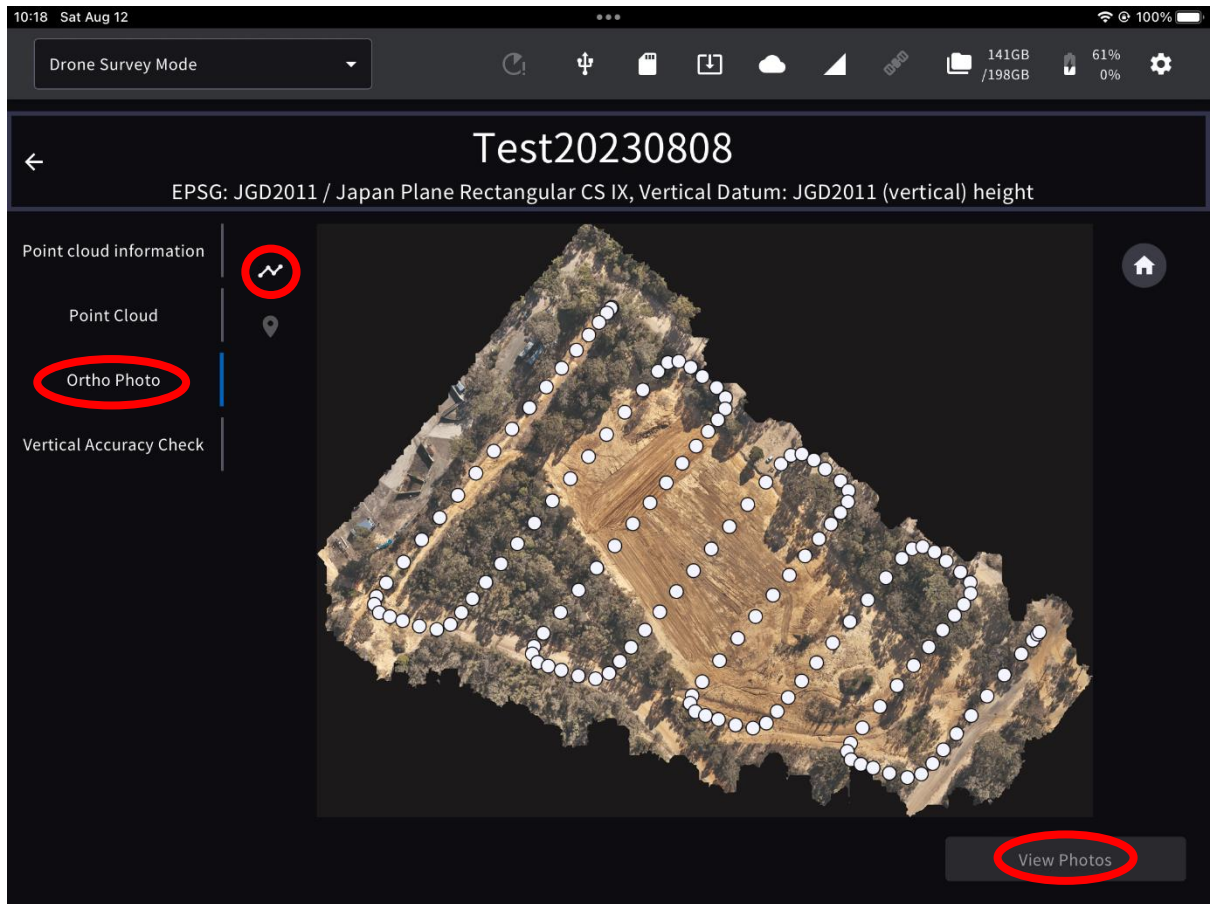 10:18 Sat Aug 12
100%
Drone Survey Mode
141GB
/198GB
61%
0%
Test20230808
EPSG: JGD2011 / Japan Plane Rectangular CS IX, Vertical Datum: JGD2011 (vertical) height
Point cloud information
Point Cloud
Ortho Photo
Vertical Accuracy Check
View Photos